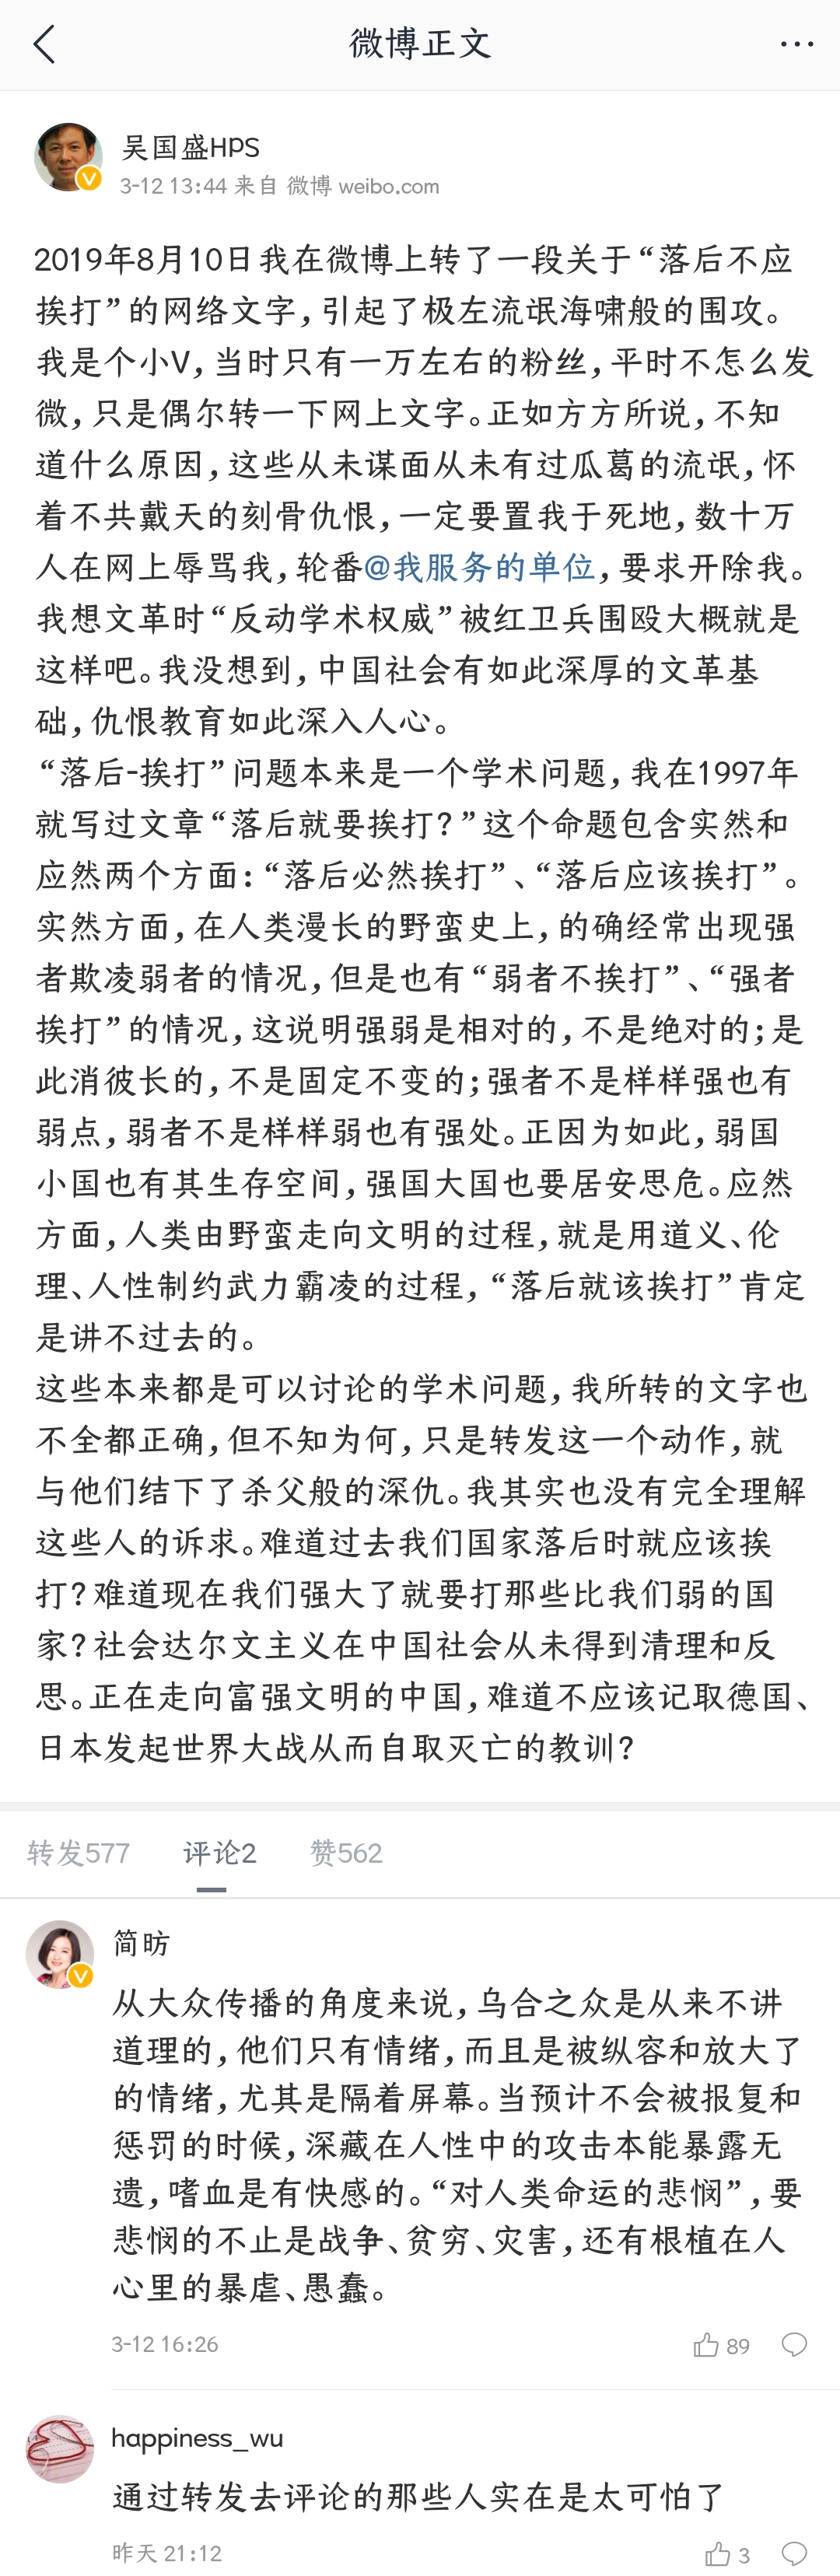 微博正文
吴国盛HPS
3-12 13:44 来自 微博 weibo.com
2019年8月10日我在微博上转了一段关于“落后不应
挨打”的网络文字,引起了极左流氓海啸般的围攻。
我是个小V,当时只有一万左右的粉丝,平时不怎么发
微,只是偶尔转一下网上文字。正如方方所说,不知
道什么原因,这些从未谋面从未有过瓜葛的流氓,怀
着不共戴天的刻骨仇恨,一定要置我于死地,数十万
人在网上辱骂我,轮番@我服务的单位,要求开除我。
我想文革时“反动学术权威”被红卫兵围殴大概就是
这样吧。我没想到,中国社会有如此深厚的文革基
础,仇恨教育如此深入人心。
“落后-挨打”问题本来是一个学术问题,我在1997年
就写过文章“落后就要挨打?”这个命题包含实然和
应然两个方面:“落后必然挨打”、“落后应该挨打”。
实然方面,在人类漫长的野蛮史上,的确经常出现强
者欺凌弱者的情况,但是也有“弱者不挨打”、“强者
挨打”的情况,这说明强弱是相对的,不是绝对的;是
此消彼长的,不是固定不变的;强者不是样样强也有
弱点,弱者不是样样弱也有强处。正因为如此,弱国
小国也有其生存空间,强国大国也要居安思危。应然
方面,人类由野蛮走向文明的过程,就是用道义、伦
理、人性制约武力霸凌的过程,“落后就该挨打”肯定
是讲不过去的。
这些本来都是可以讨论的学术问题,我所转的文字也
不全都正确,但不知为何,只是转发这一个动作,就
与他们结下了杀父般的深仇。我其实也没有完全理解
这些人的诉求。难道过去我们国家落后时就应该挨
打?难道现在我们强大了就要打那些比我们弱的国
家?社会达尔文主义在中国社会从未得到清理和反
思。正在走向富强文明的中国,难道不应该记取德国、
日本发起世界大战从而自取灭亡的教训?
转发577 评论2 赞562
简昉
从大众传播的角度来说,乌合之众是从来不讲
道理的,他们只有情绪,而且是被纵容和放大了
的情绪,尤其是隔着屏幕。当预计不会被报复和
惩罚的时候,深藏在人性中的攻击本能暴露无
遗,嗜血是有快感的。“对人类命运的悲悯”,要
悲悯的不止是战争、贫穷、灾害,还有根植在人
心里的暴虐、愚蠢。
3-12 16:26 89
happiness_wu
通过转发去评论的那些人实在是太可怕了
昨天 21:12 3